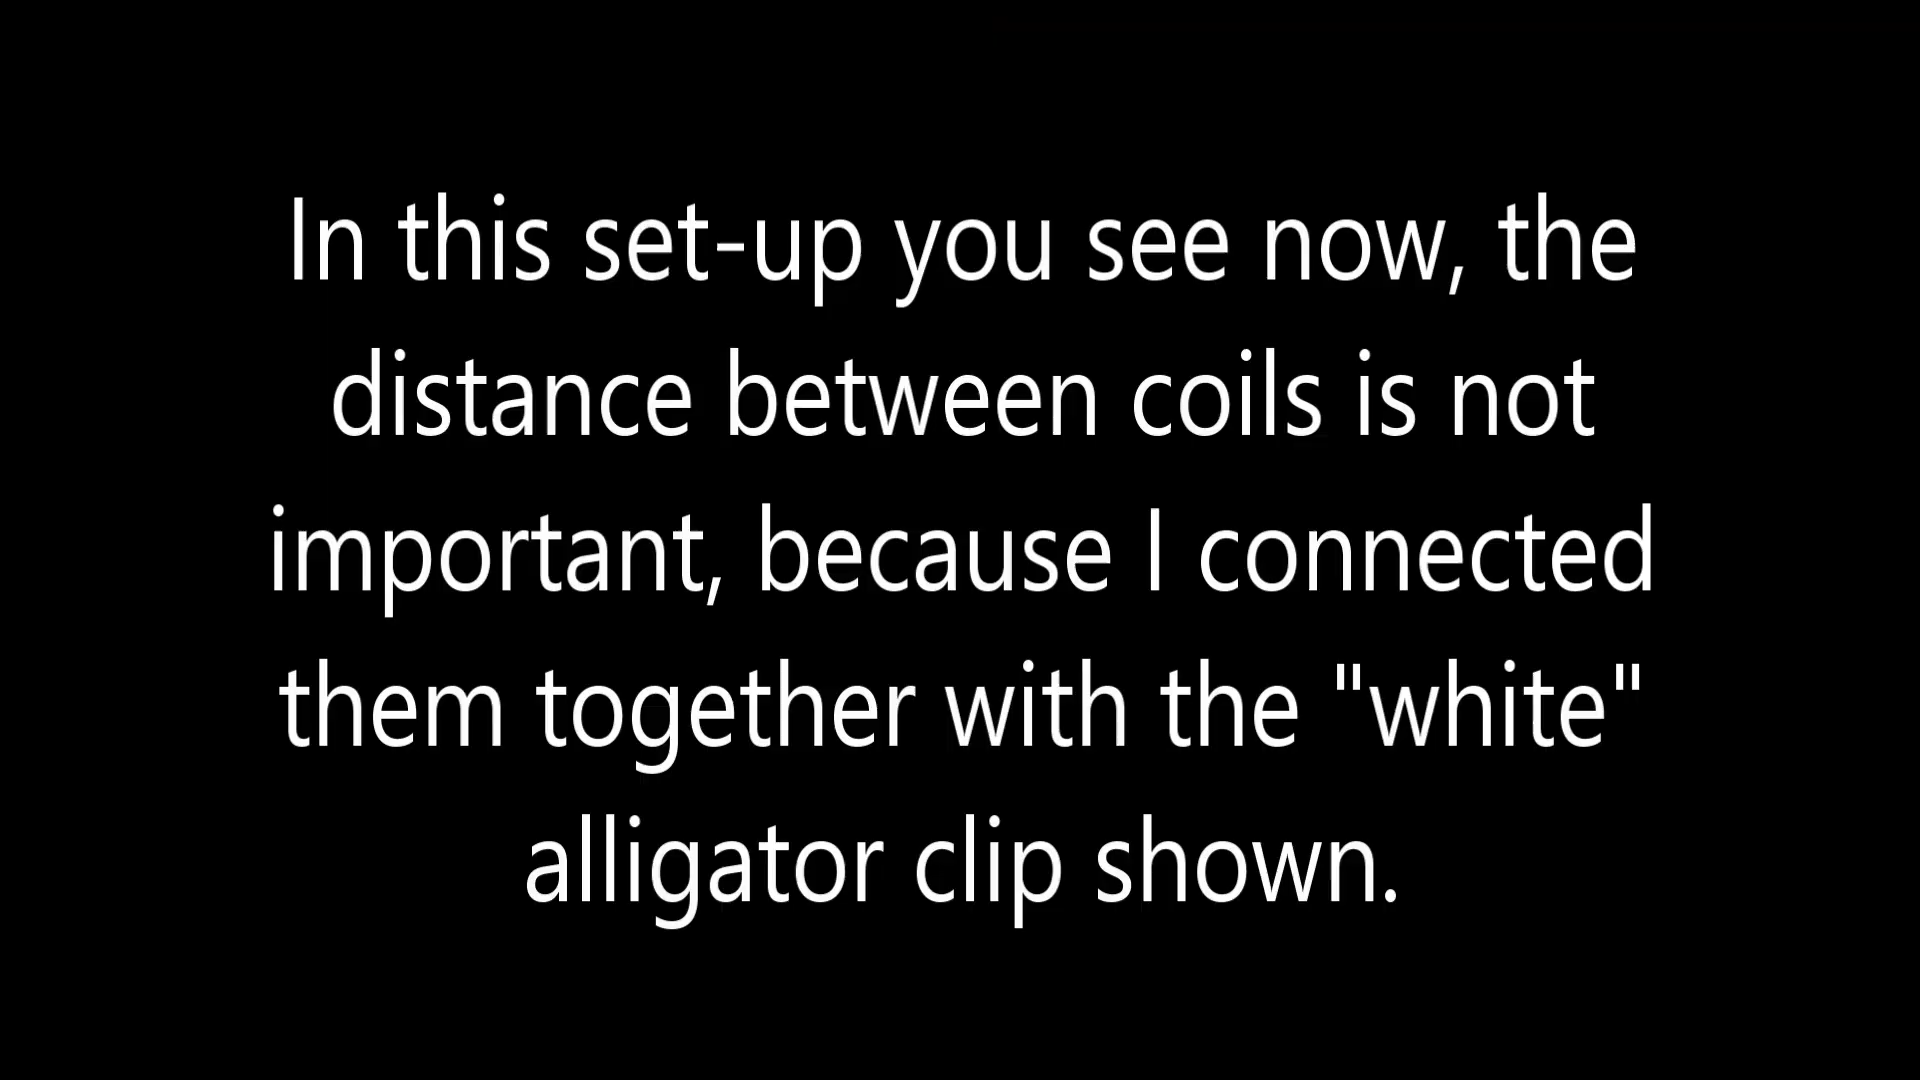 In this set-up you see now, the
distance between coils is not
important, because I connected
them together with the "white"
alligator clip shown.